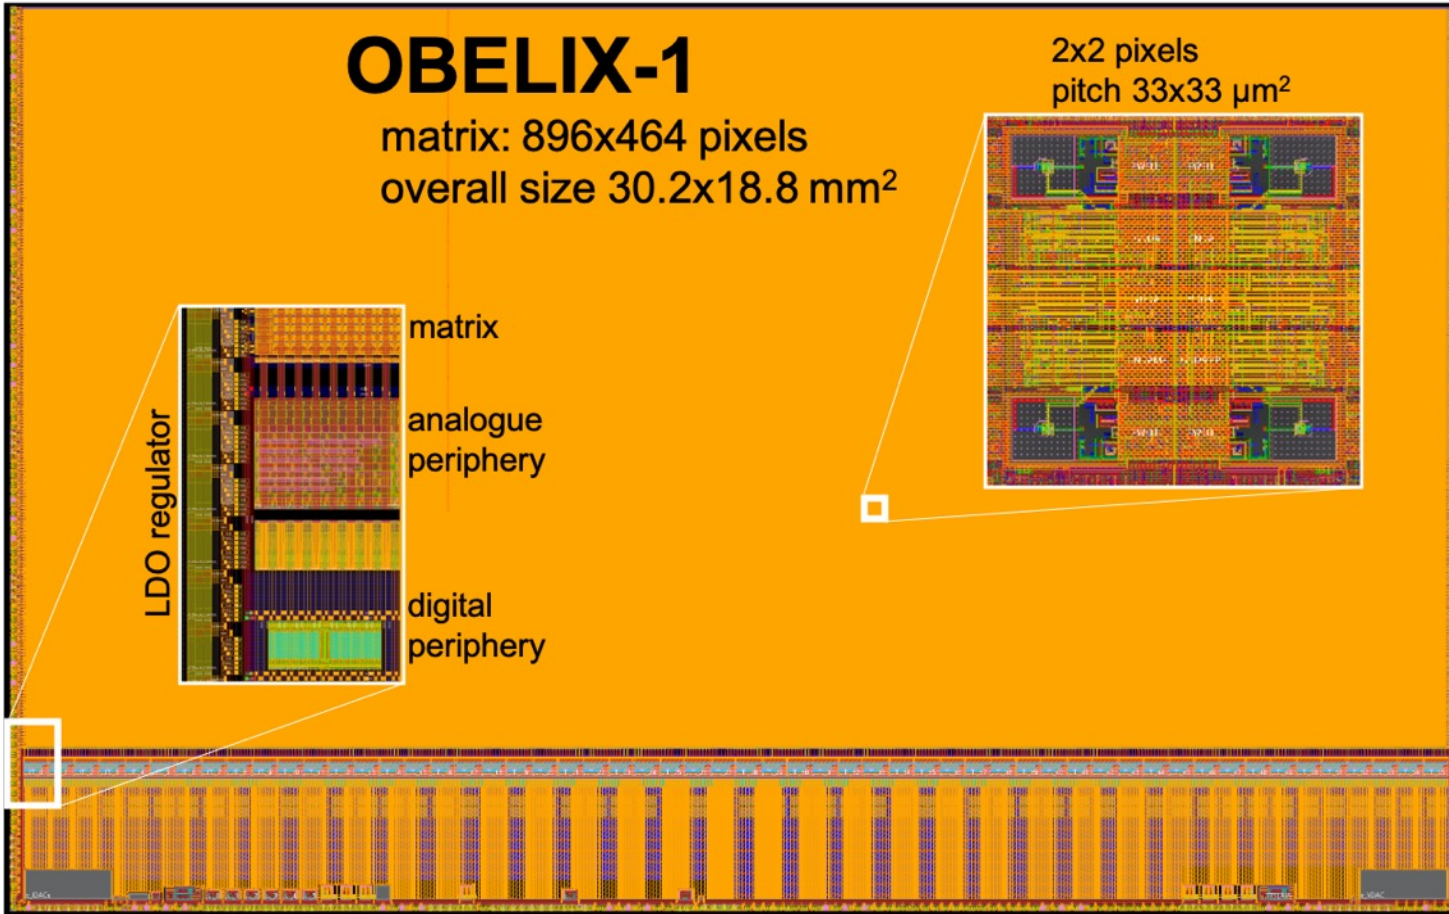 OBELIX-1
matrix: 896x464 pixels
overall size 30.2x18.8 mm²
2x2 pixels
pitch 33x33 µm²
matrix
analogue
periphery
LDO regulator
digital
periphery